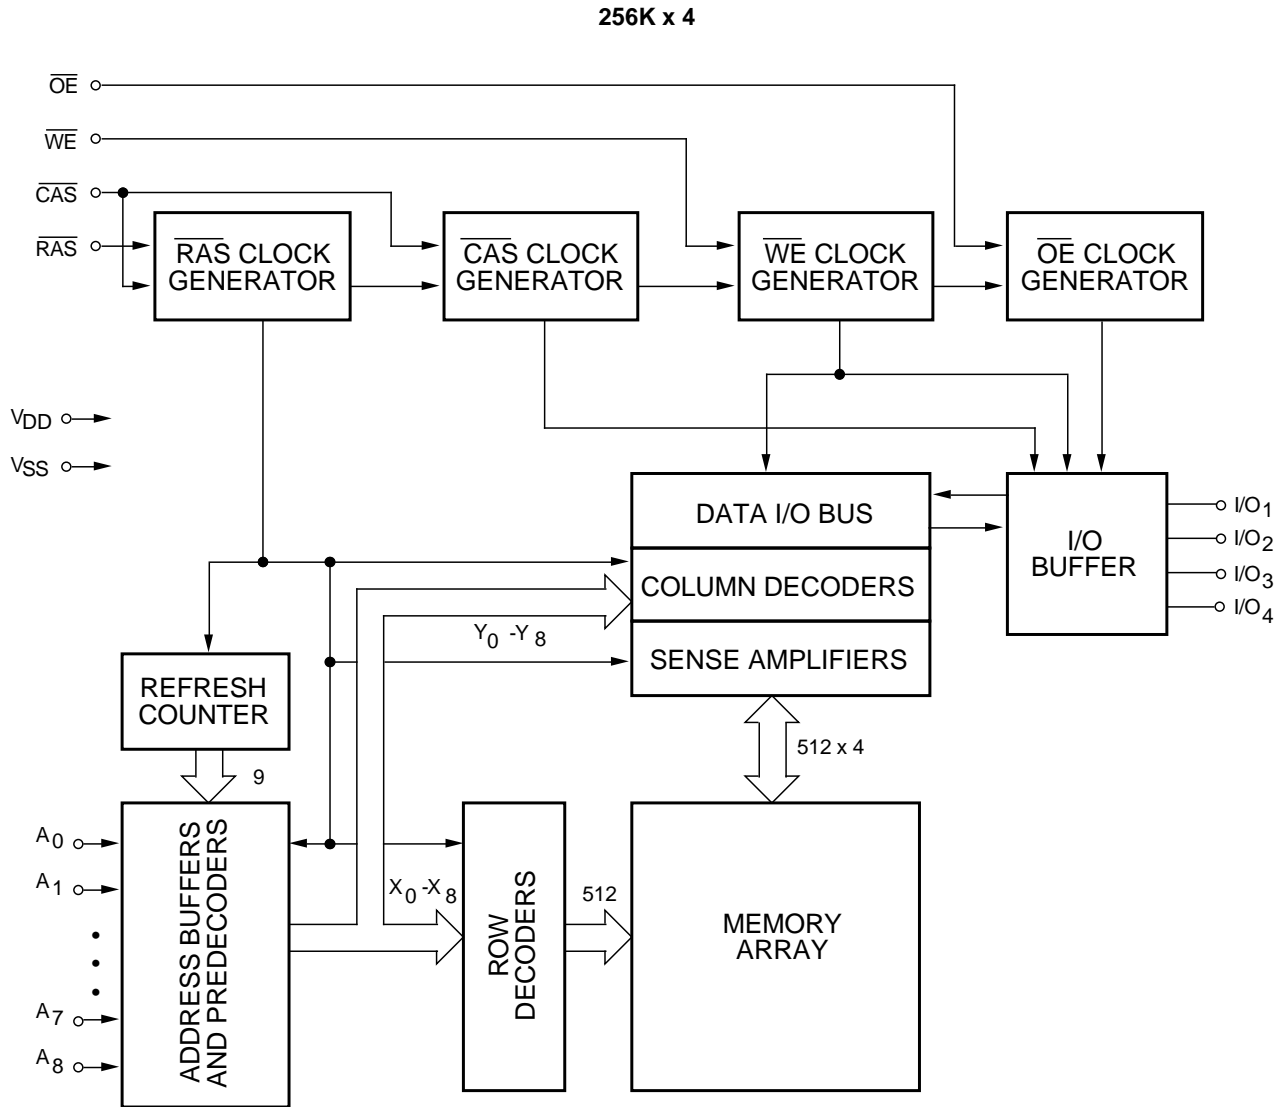 256K x 4
OE
WE
CAS
RAS
RAS CLOCK
GENERATOR
CAS CLOCK
GENERATOR
WE CLOCK
GENERATOR
OE CLOCK
GENERATOR
VDD
VSS
DATA I/O BUS
COLUMN DECODERS
SENSE AMPLIFIERS
I/O
BUFFER
I/O1
I/O2
I/O3
I/O4
Y0 -Y8
REFRESH
COUNTER
9
512 x 4
A0
A1
A7
A8
ADDRESS BUFFERS
AND PREDECODERS
X0 -X8
ROW
DECODERS
512
MEMORY
ARRAY